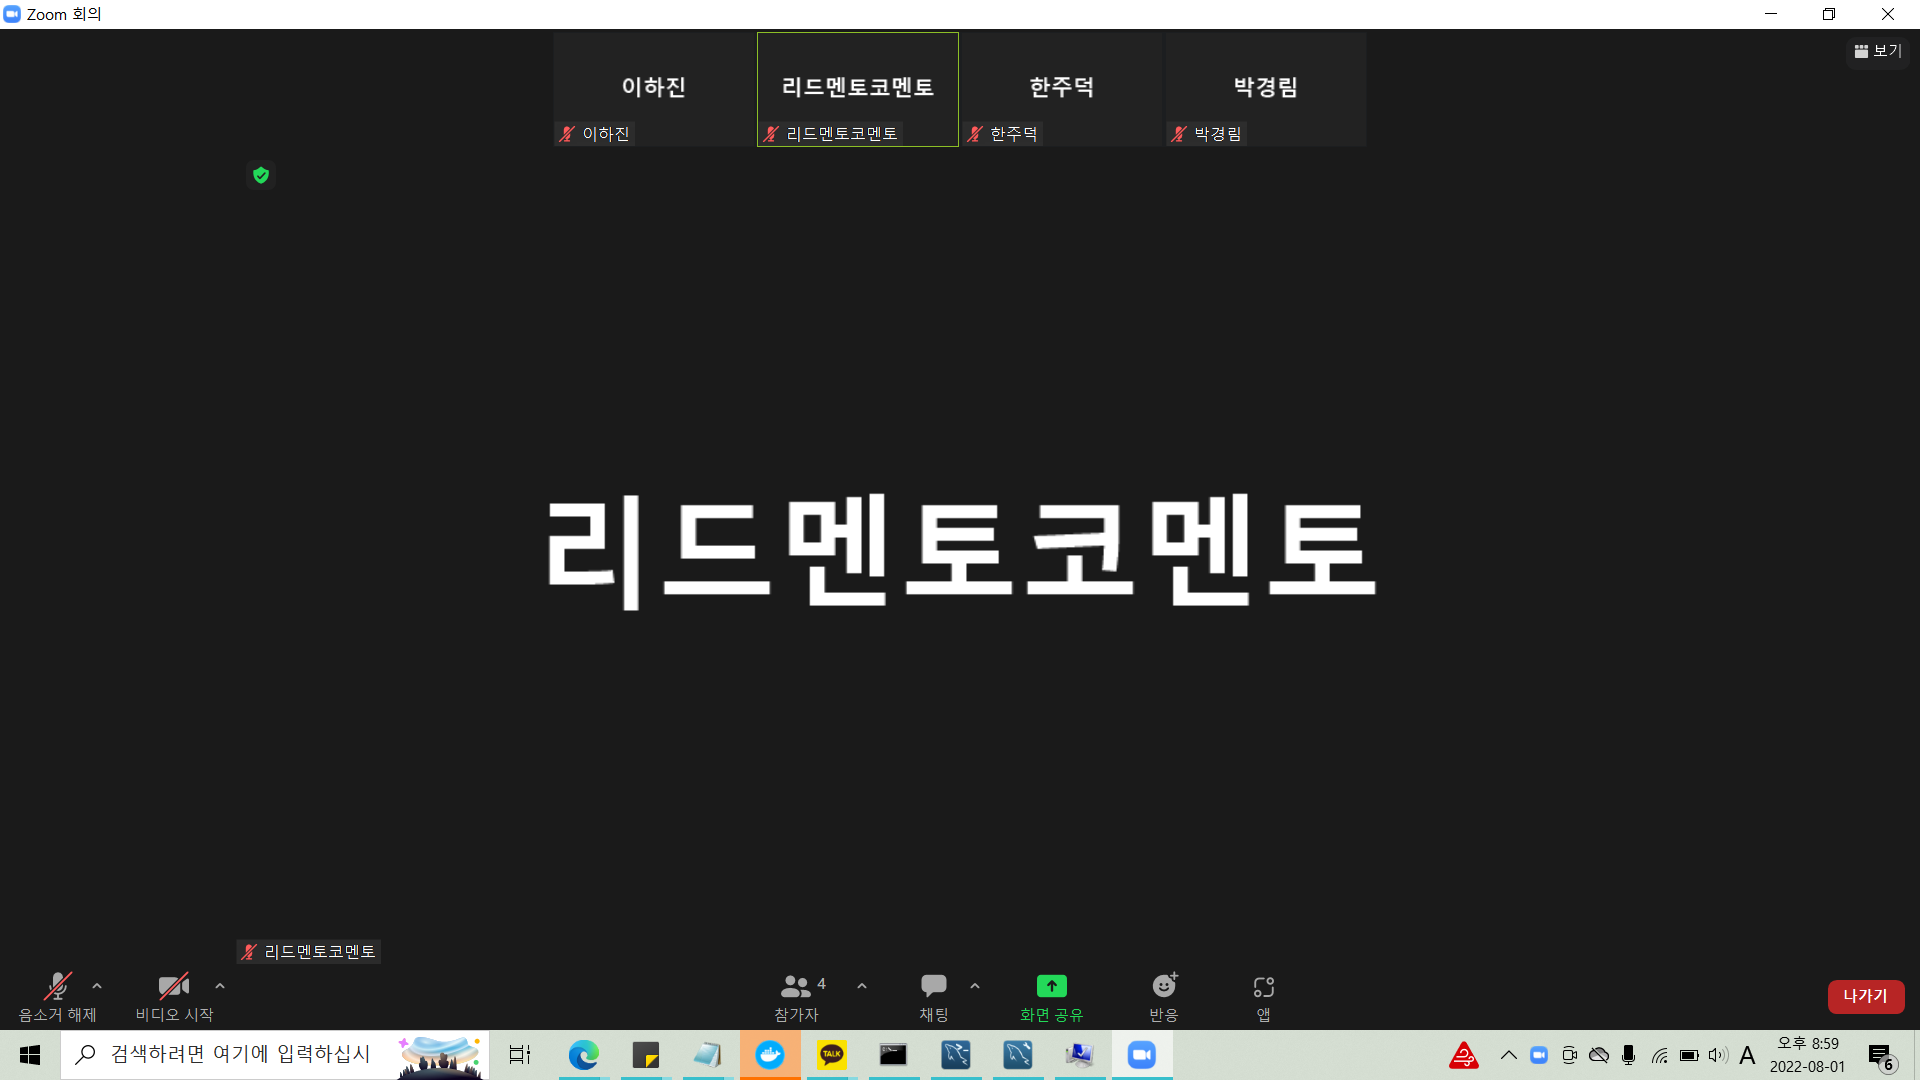 Zoom 회의
보기
이하진
리드멘토코멘토
한주덕
박경림
이하진
리드멘토코멘토
한주덕
박경림
리드멘토코멘토
리드멘토코멘토
음소거 해제
비디오 시작
4
참가자
채팅
화면 공유
반응
앱
나가기
검색하려면 여기에 입력하십시
TALK
A
오후 8:59
2022-08-01
6